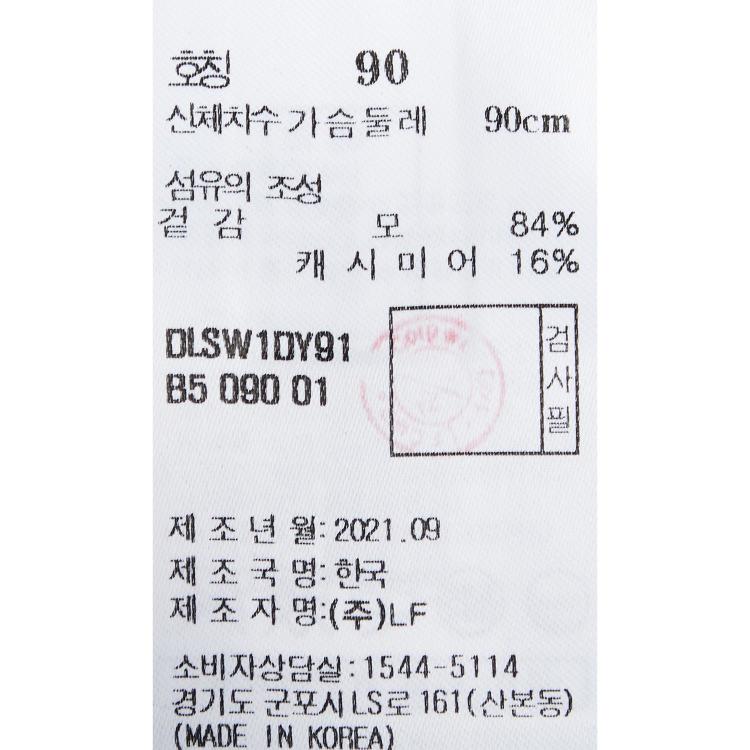 호칭 90
신체치수 가슴둘레 90cm
섬유의 조성
겉 감 모 84%
캐시미어 16%
DLSW1DY91
B5 090 01
검사필
제조년월: 2021.09
제조국명: 한국
제조자명:(주)LF
소비자상담실: 1544-5114
경기도 군포시 LS로 161(산본동)
(MADE IN KOREA)